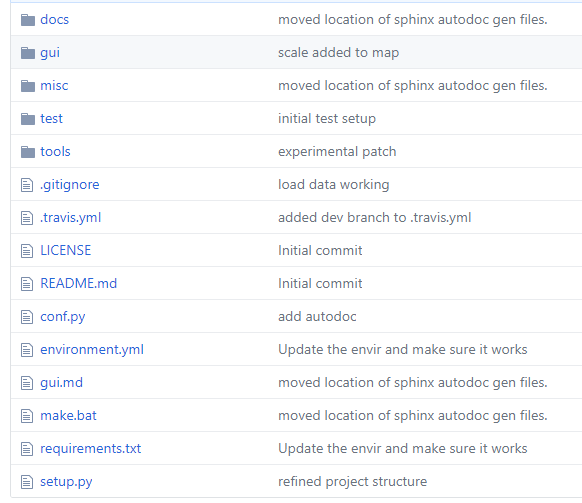 docs moved location of sphinx autodoc gen files.
gui scale added to map
misc moved location of sphinx autodoc gen files.
test initial test setup
tools experimental patch
.gitignore load data working
.travis.yml added dev branch to .travis.yml
LICENSE Initial commit
README.md Initial commit
conf.py add autodoc
environment.yml Update the envir and make sure it works
gui.md moved location of sphinx autodoc gen files.
make.bat moved location of sphinx autodoc gen files.
requirements.txt Update the envir and make sure it works
setup.py refined project structure